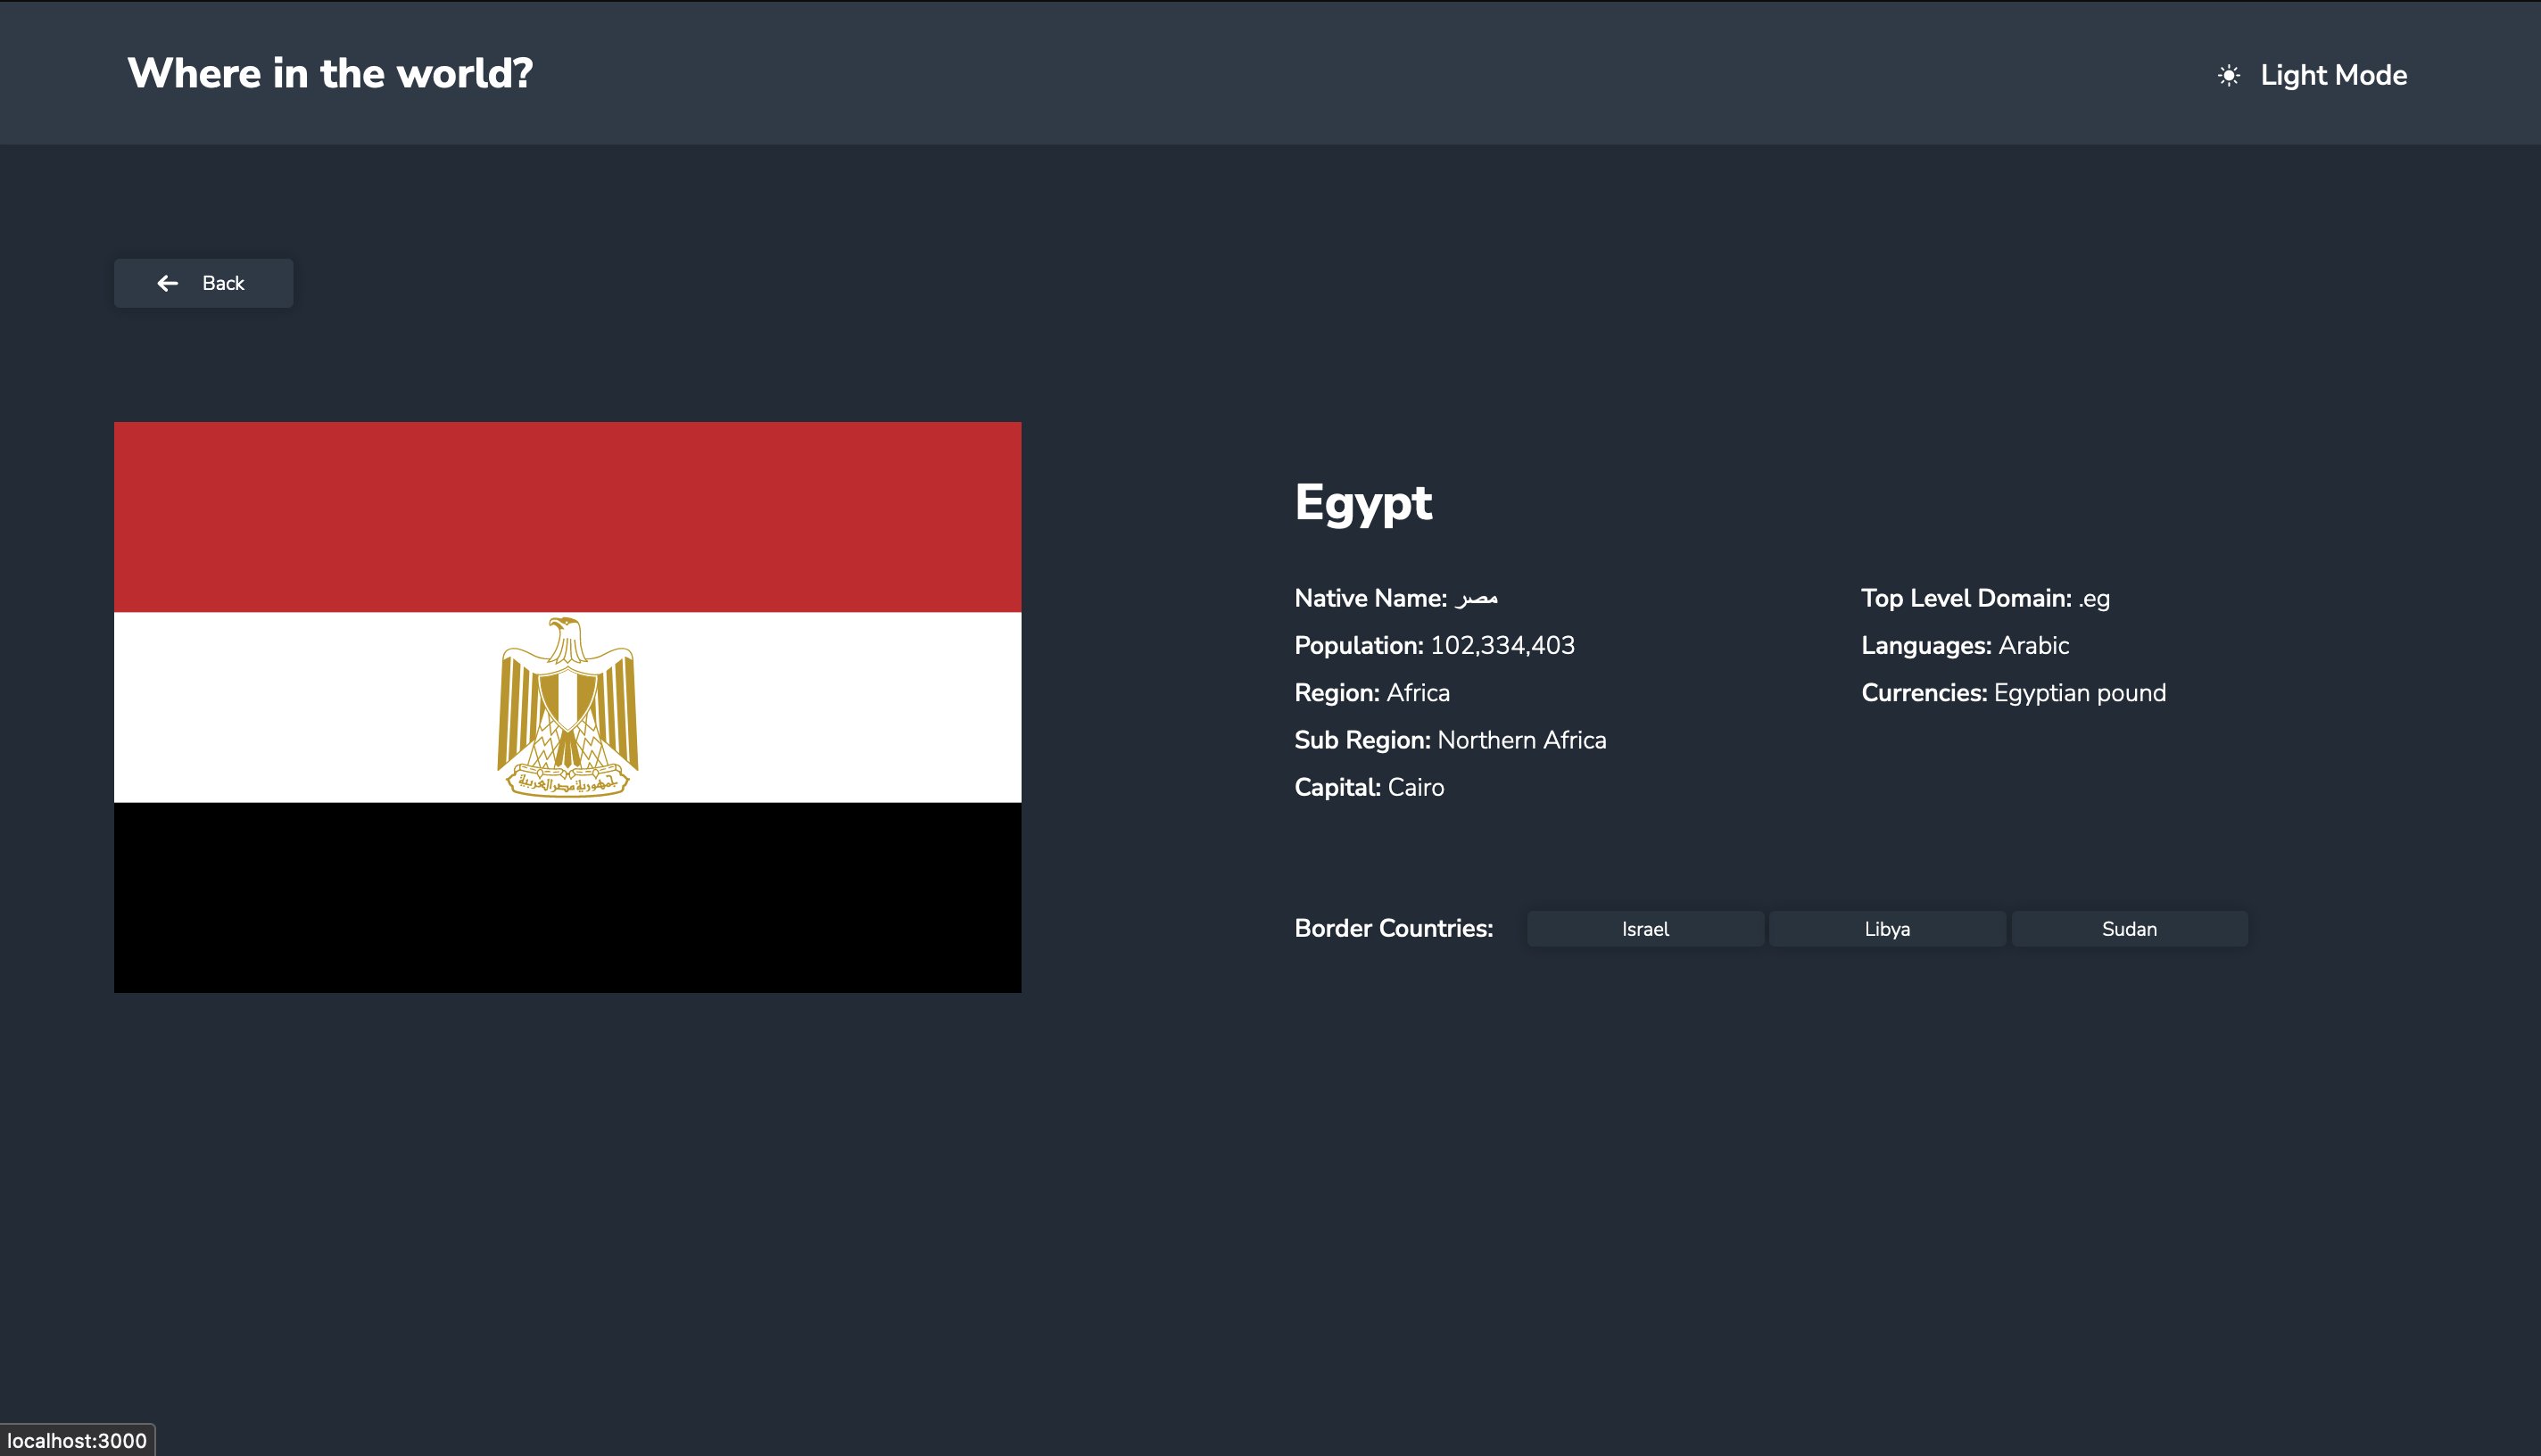 Where in the world?
Light Mode
Back
جمهورية مصر العربية
Egypt
Native Name: مصر
Population: 102,334,403
Region: Africa
Sub Region: Northern Africa
Capital: Cairo
Top Level Domain: .eg
Languages: Arabic
Currencies: Egyptian pound
Border Countries: Israel Libya Sudan
localhost:3000